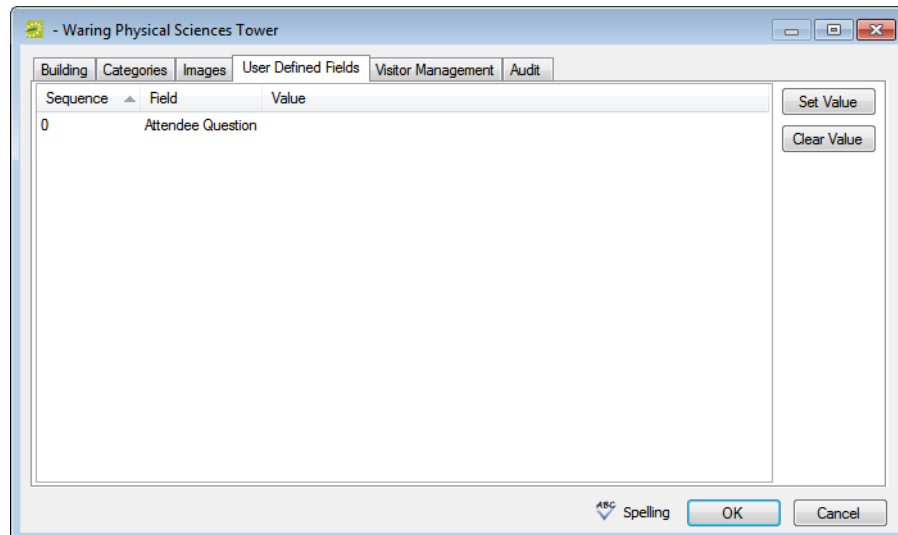 - Waring Physical Sciences Tower
Building Categories Images User Defined Fields Visitor Management Audit
Sequence Field Value Set Value
0 Attendee Question
Clear Value
ABC Spelling OK Cancel